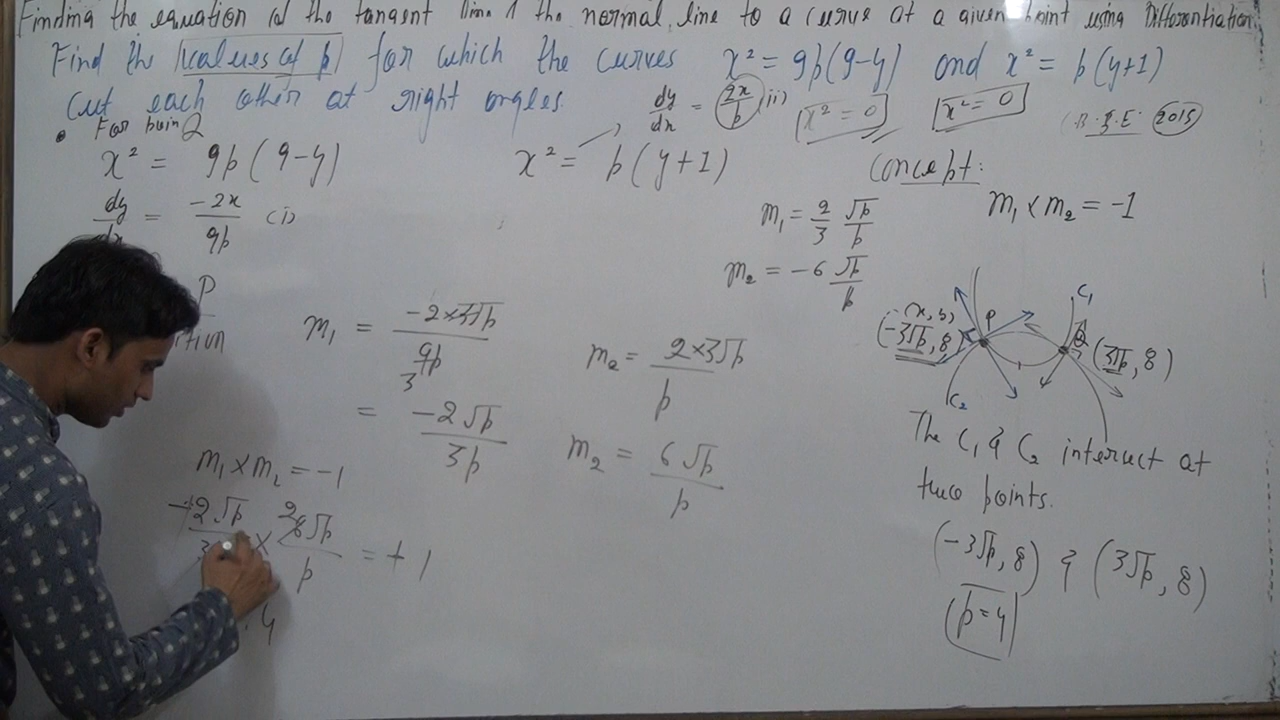 Finding the equation of the tangent line & the normal line to a curve at a given point using Differentiation.
Find the values of p for which the curves x² = 9p(9-y) and x² = p(y+1)
cut each other at right angles.
dy/dx = 2x/p (ii)
x² = 0
x² = 0
2015
• For point Q
x² = 9p(9-y)
x² = p(y+1)
Concept:
dy/dx = -2x/9p (i)
m₁ = 2/3 √p/p
m₁ × m₂ = -1
m₂ = -6 √p/p
P
m₁ = -2×3√p / 9p
3
m₂ = 2×3√p / p
= -2√p / 3p
m₂ = 6√p / p
C₁
P
Q
(-3√p, 8)
(3√p, 8)
C₂
The C₁ & C₂ intersect at
two points.
(-3√p, 8) & (3√p, 8)
p=4
m₁×m₂ = -1
2√p / 3 × 6√p / p = + 1
2
4